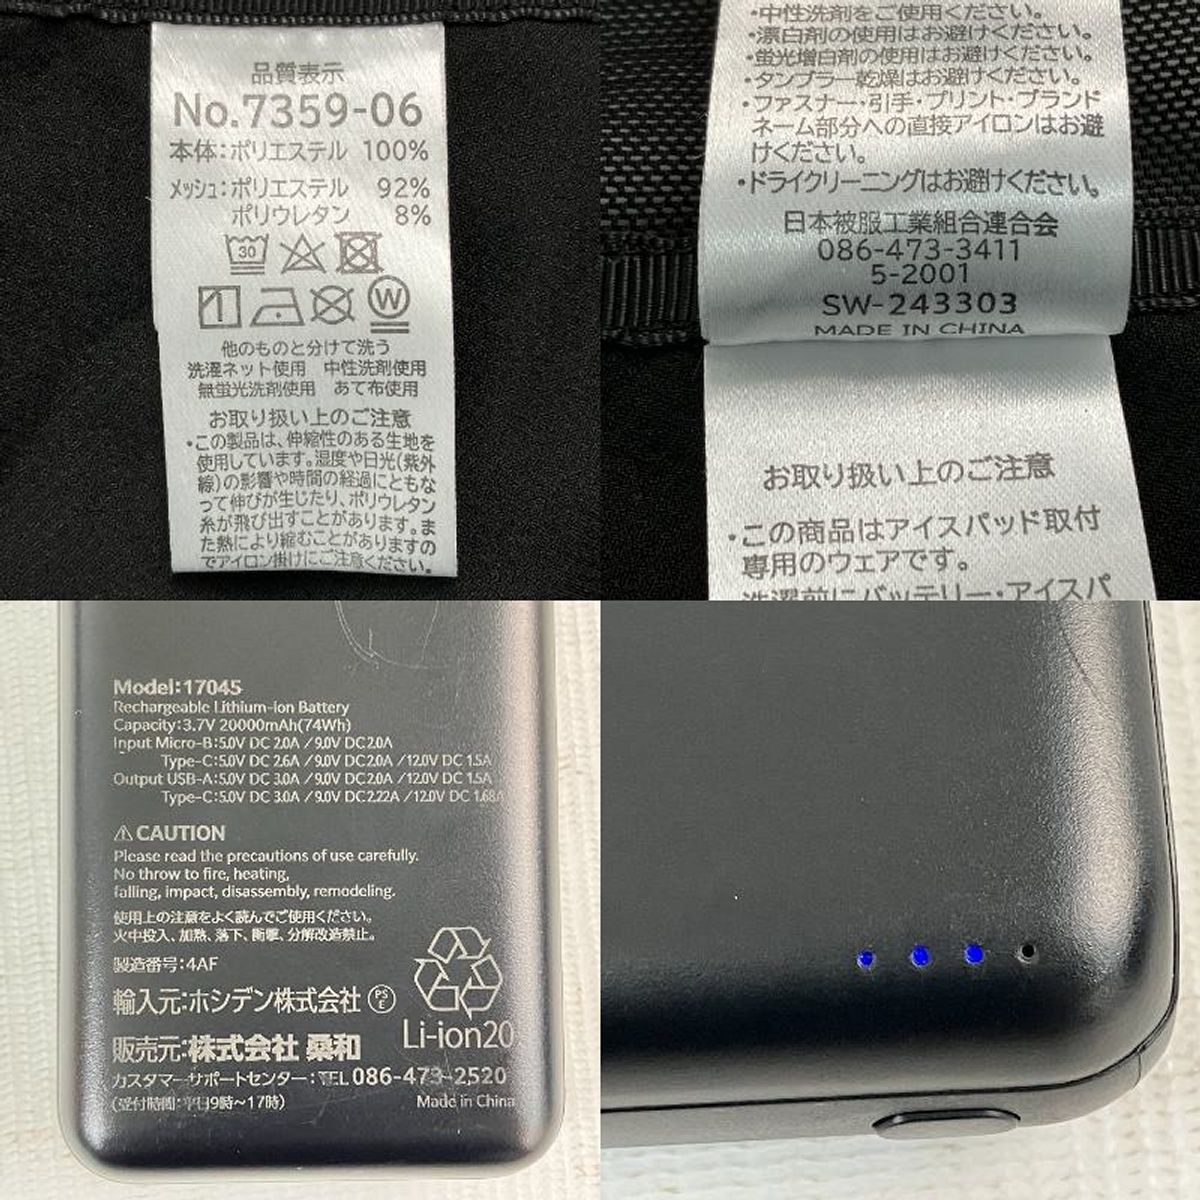 品質表示
No.7359-06
本体:ポリエステル 100%
メッシュ:ポリエステル 92%
ポリウレタン 8%
30
W
他のものと分けて洗う
洗濯ネット使用 中性洗剤使用
無蛍光洗剤使用 あて布使用
お取り扱い上のご注意
・この製品は、伸縮性のある生地を
使用しています。湿度や日光(紫外
線)の影響や時間の経過にともな
って伸びが生じたり、ポリウレタン
糸が飛び出すことがあります。ま
た熱により縮むことがありますの
でアイロン掛けにご注意ください。
・中性洗剤をご使用ください。
・漂白剤の使用はお避けください。
・蛍光増白剤の使用はお避けください。
・タンブラー乾燥はお避けください。
・ファスナー・引手・プリント・ブランド
ネーム部分への直接アイロンはお避
けください。
・ドライクリーニングはお避けください。
日本被服工業組合連合会
086-473-3411
5-2001
SW-243303
MADE IN CHINA
お取り扱い上のご注意
・この商品はアイスパッド取付
専用のウェアです。
洗濯前にバッテリー・アイスパ
Model:17045
Rechargeable Lithium-ion Battery
Capacity:3.7V 20000mAh(74Wh)
Input Micro-B:5.0V DC 2.0A / 9.0V DC2.0A
Type-C:5.0V DC 2.6A / 9.0V DC2.0A / 12.0V DC 1.5A
Output USB-A:5.0V DC 3.0A / 9.0V DC2.0A / 12.0V DC 1.5A
Type-C:5.0V DC 3.0A / 9.0V DC2.22A / 12.0V DC 1.68A
⚠CAUTION
Please read the precautions of use carefully.
No throw to fire, heating,
falling, impact, disassembly, remodeling.
使用上の注意をよく読んでご使用ください。
火中投入、加熱、落下、衝撃、分解改造禁止。
製造番号:4AF
輸入元:ホシデン株式会社 PSE
Li-ion20
販売元:株式会社 桑和
カスタマーサポートセンター:TEL 086-473-2520
(受付時間:平日9時~17時)
Made in China